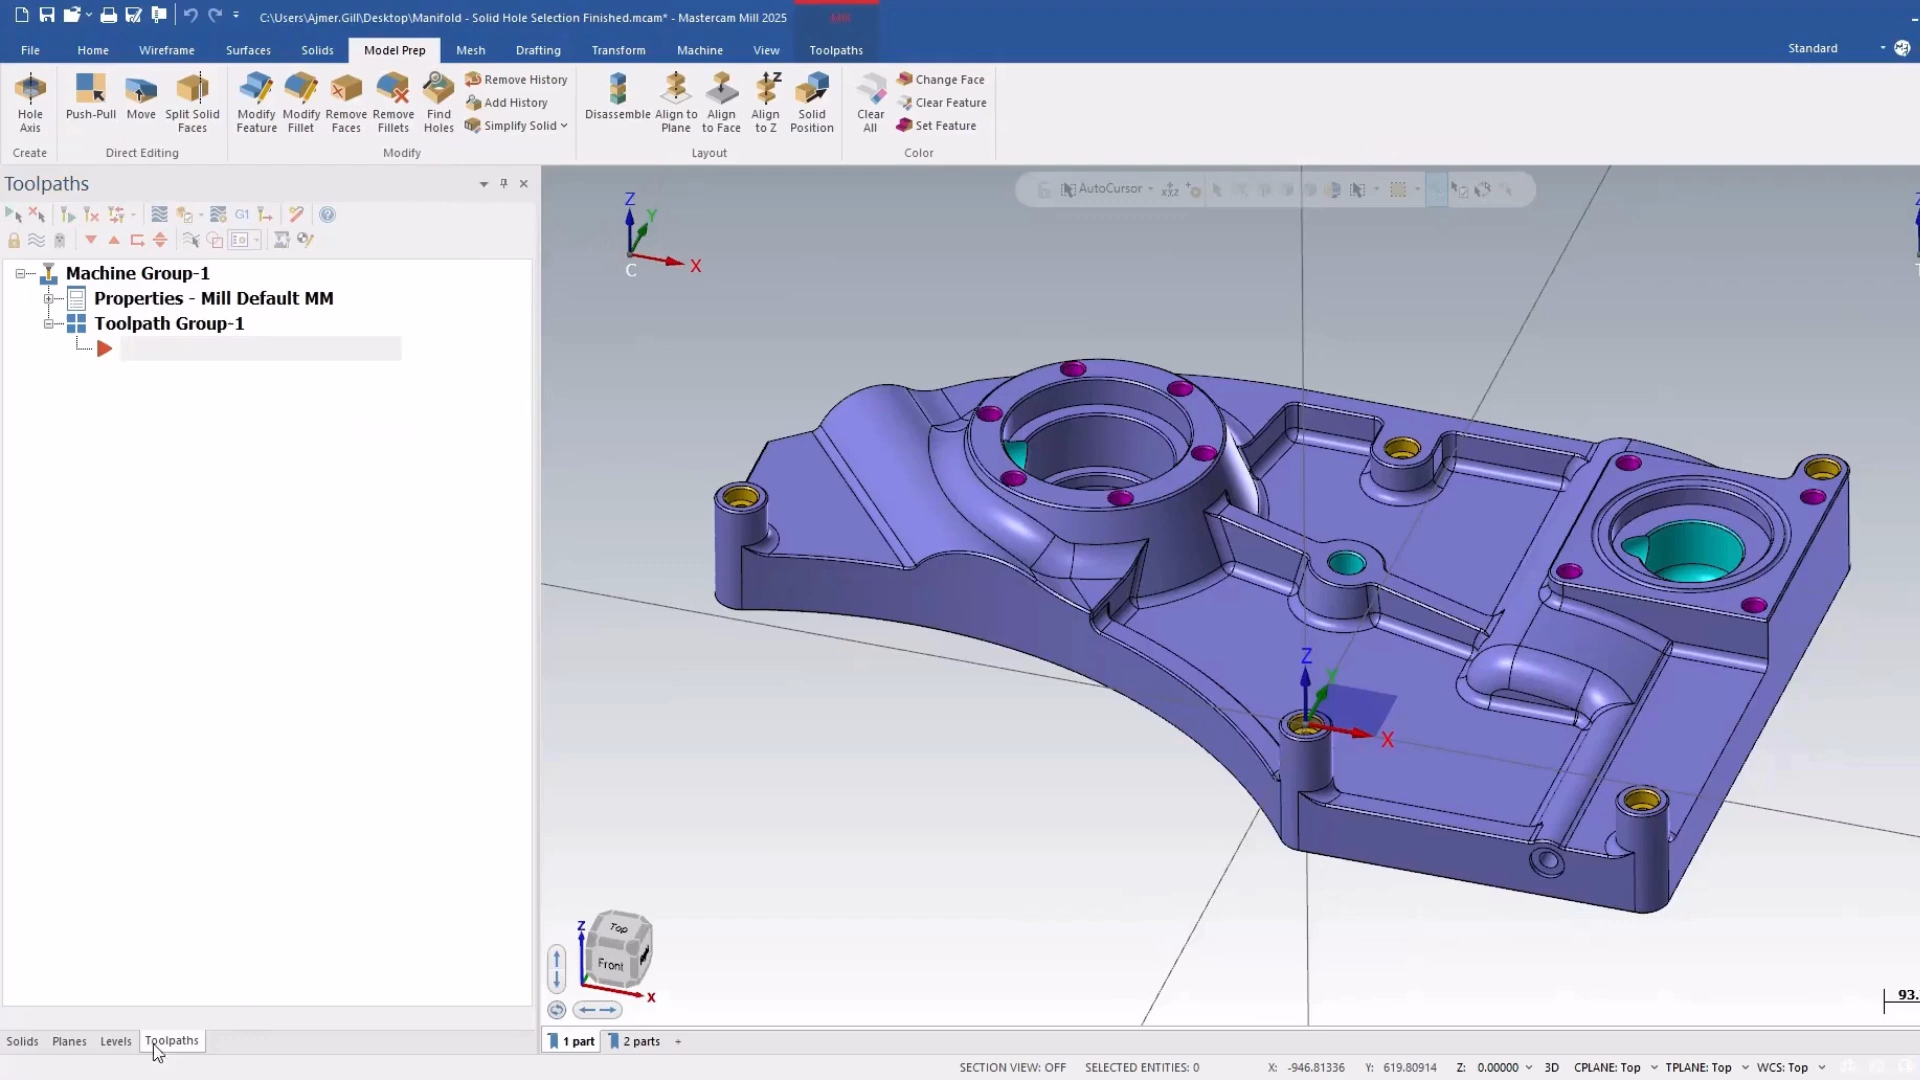 C:\Users\Ajmer.Gill\Desktop\Manifold - Solid Hole Selection Finished.mcam* - Mastercam Mill 2025
Mill
File Home Wireframe Surfaces Solids Model Prep Mesh Drafting Transform Machine View Toolpaths
Standard
Hole Axis
Push-Pull
Move
Split Solid Faces
Modify Feature
Modify Fillet
Remove Faces
Remove Fillets
Find Holes
Remove History
Add History
Simplify Solid
Disassemble
Align to Plane
Align to Face
Align to Z
Solid Position
Clear All
Change Face
Clear Feature
Set Feature
Create
Direct Editing
Modify
Layout
Color
Toolpaths
G1
Machine Group-1
Properties - Mill Default MM
Toolpath Group-1
AutoCursor
XYZ
Z
Y
X
C
Z
Y
X
Z
Top
Front
X
93.
Solids Planes Levels Toolpaths
1 part 2 parts +
SECTION VIEW: OFF SELECTED ENTITIES: 0 X: -946.81336 Y: 619.80914 Z: 0.00000 3D CPLANE: Top TPLANE: Top WCS: Top